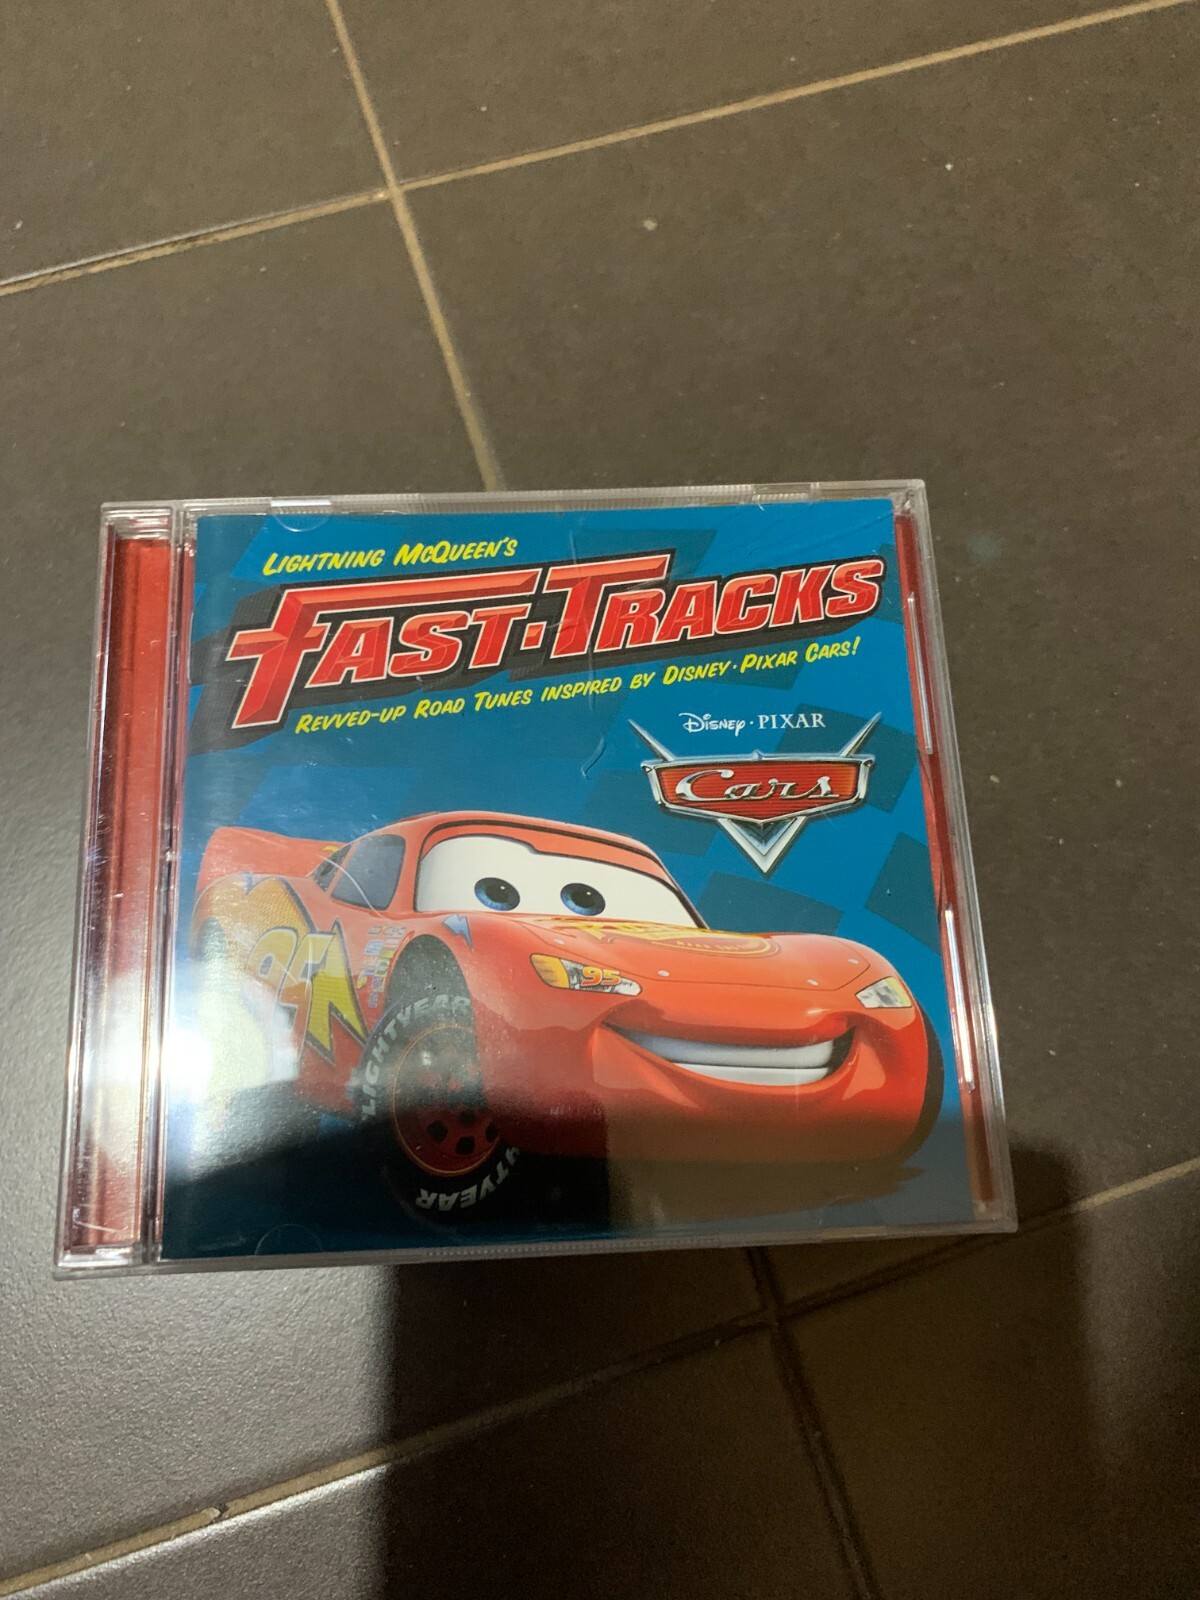 LIGHTNING MCQUEEN'S
FAST·TRACKS
REVVED-UP ROAD TUNES INSPIRED BY DISNEY·PIXAR CARS!
Disney · PIXAR
Cars
95
95
LIGHTYEAR
HTYEAR